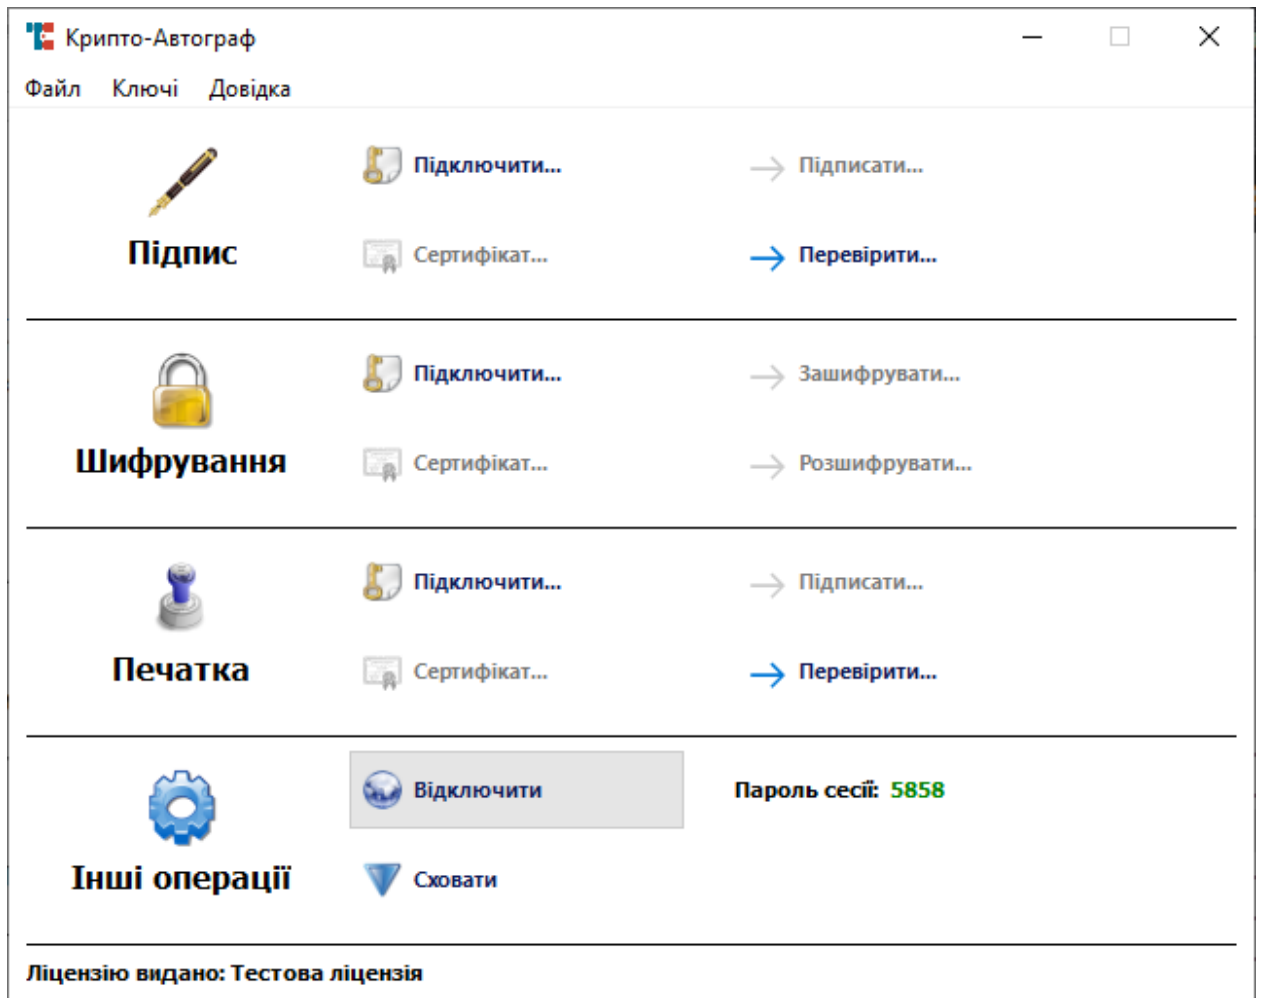 Крипто-Автограф
Файл Ключі Довідка
Підключити... Підписати...
Підпис Сертифікат... Перевірити...
Підключити... Зашифрувати...
Шифрування Сертифікат... Розшифрувати...
Підключити... Підписати...
Печатка Сертифікат... Перевірити...
Відключити Пароль сесії: 5858
Інші операції Сховати
Ліцензію видано: Тестова ліцензія